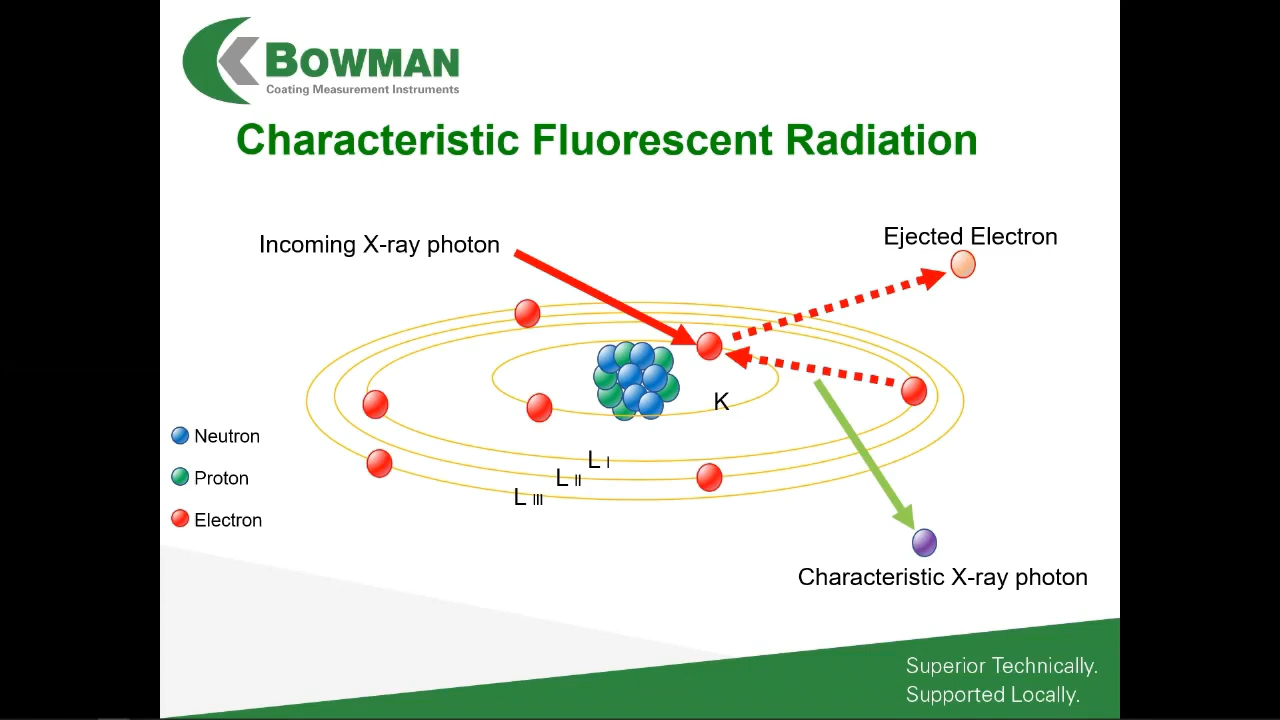 BOWMAN
Coating Measurement Instruments
Characteristic Fluorescent Radiation
Incoming X-ray photon
Ejected Electron
K
L I
L II
L III
Neutron
Proton
Electron
Characteristic X-ray photon
Superior Technically.
Supported Locally.